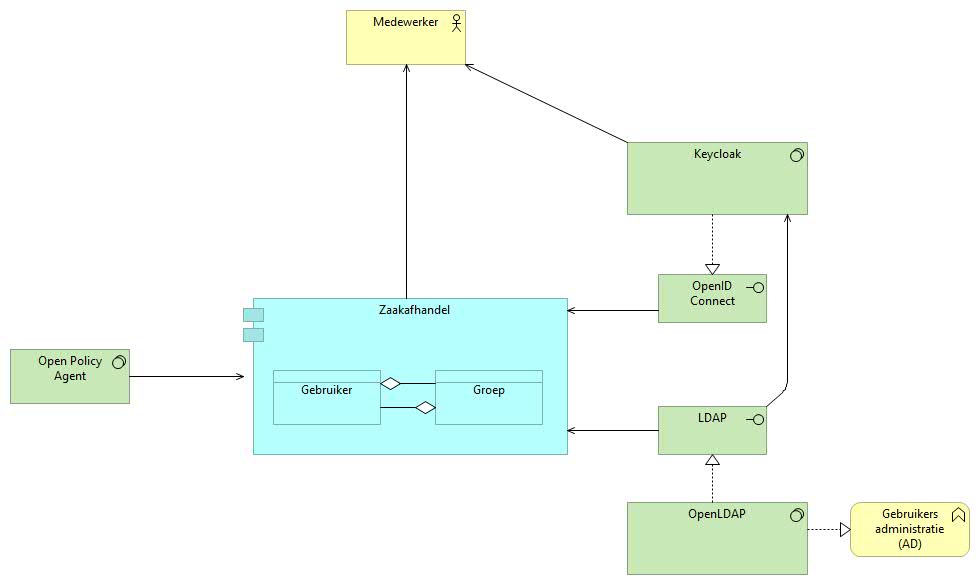 Medewerker
Keycloak
OpenID
Connect
Zaakafhandel
Open Policy
Agent
Gebruiker
Groep
LDAP
OpenLDAP
Gebruikers
administratie
(AD)